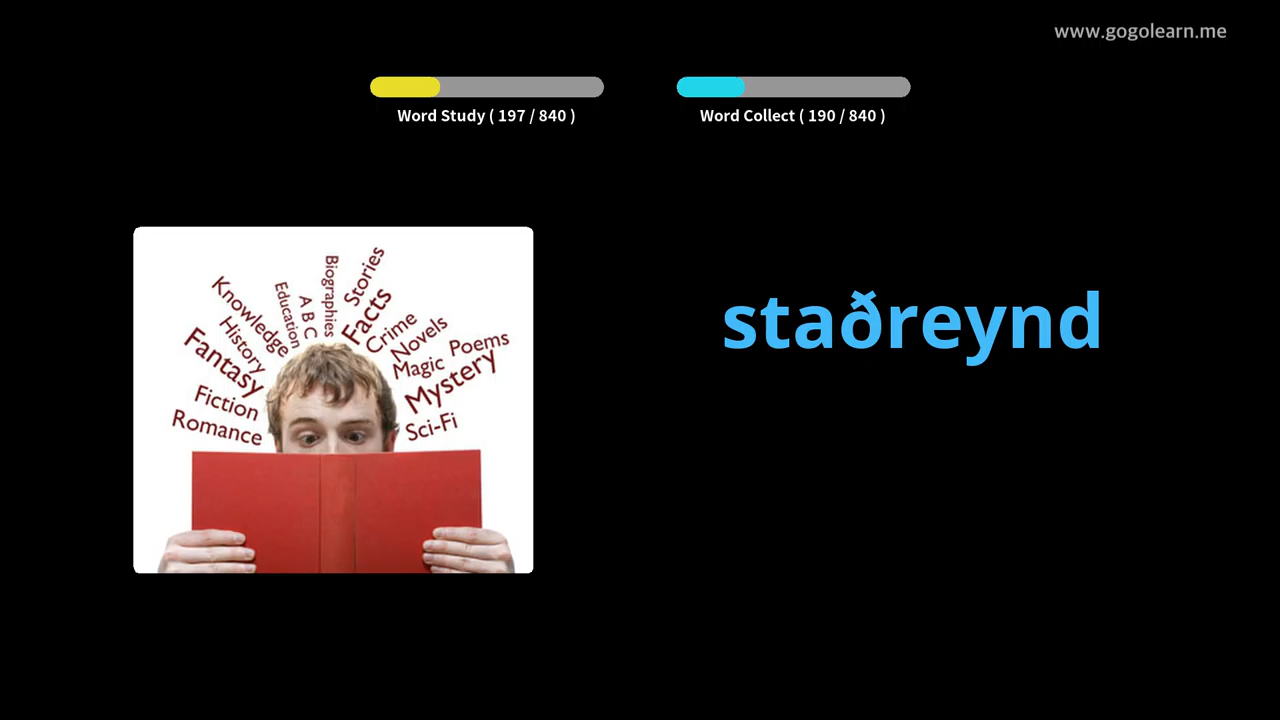 www.gogolearn.me
Word Study ( 197 / 840 )
Word Collect ( 190 / 840 )
Stories
Biographies
Facts
A B C
Education
Knowledge
Crime
History
Novels
Poems
Fantasy
Magic
Mystery
Fiction
Romance
Sci-Fi
staðreynd